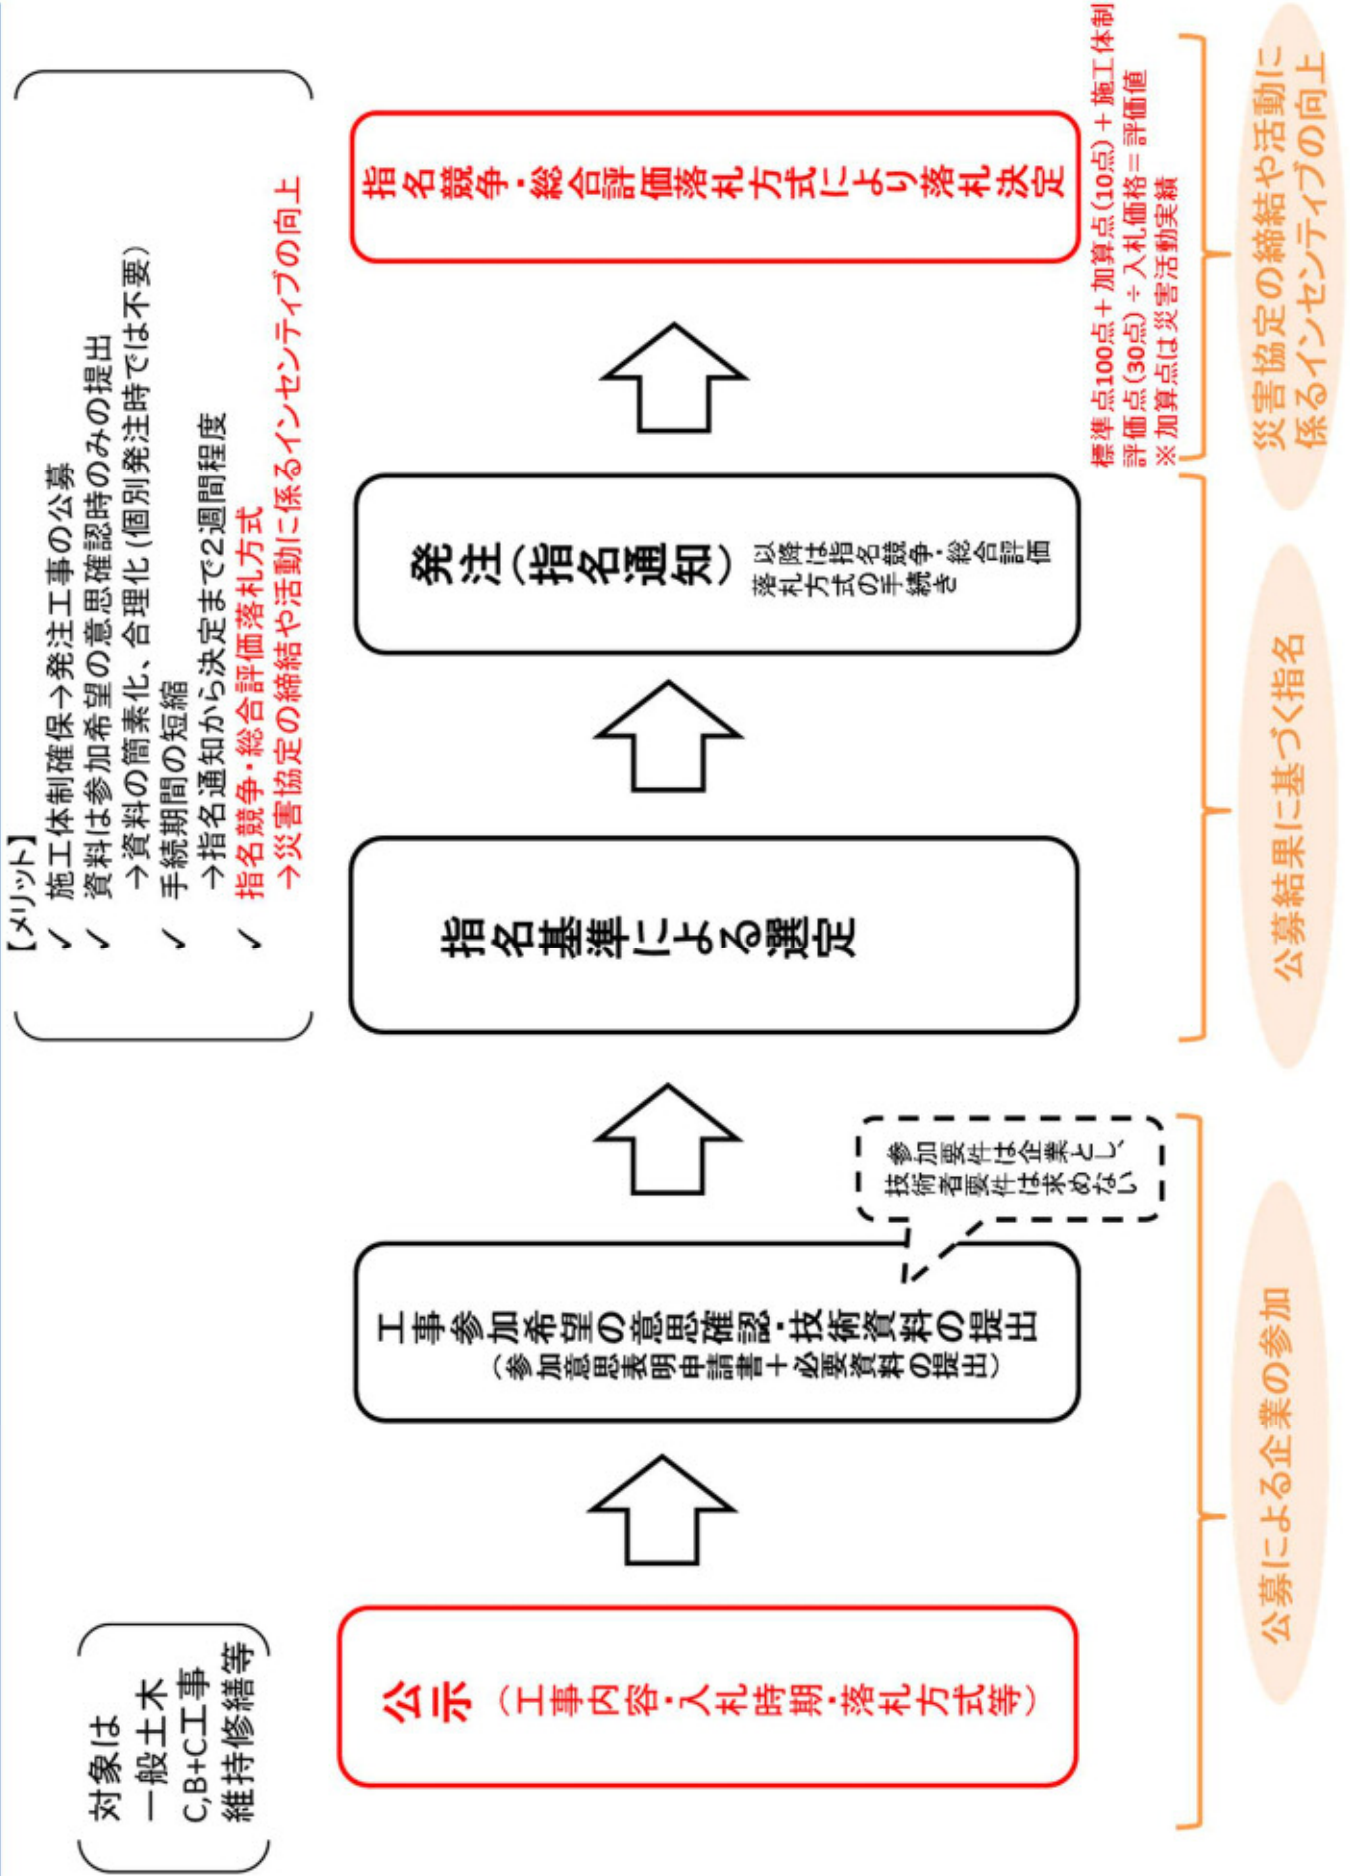 対象は
一般土木
C,B+C工事
維持修繕等
【メリット】
✓ 施工体制確保→発注工事の公募
✓ 資料は参加希望の意思確認時のみの提出
→資料の簡素化、合理化(個別発注時では不要)
✓ 手続期間の短縮
→指名通知から決定まで2週間程度
✓ 指名競争・総合評価落札方式
→災害協定の締結や活動に係るインセンティブの向上
公示（工事内容・入札時期・落札方式等）
工事参加希望の意思確認・技術資料の提出
（参加意思表明申請書＋必要資料の提出）
参加要件は企業とし、
技術者要件は求めない
指名基準による選定
発注（指名通知）
以降は指名競争・総合評価
落札方式の手続き
指名競争・総合評価落札方式により落札決定
標準点100点＋加算点(10点)＋施工体制
評価点(30点)÷入札価格＝評価値
※加算点は災害活動実績
公募による企業の参加
公募結果に基づく指名
災害協定の締結や活動に
係るインセンティブの向上